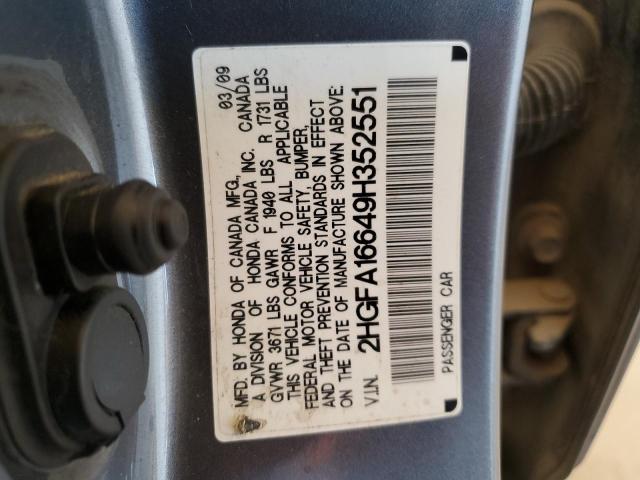 MFD. BY HONDA OF CANADA MFG., 03/09
A DIVISION OF HONDA CANADA INC. CANADA
GVWR 3671 LBS GAWR F 1940 LBS R 1731 LBS
THIS VEHICLE CONFORMS TO ALL APPLICABLE
FEDERAL MOTOR VEHICLE SAFETY, BUMPER,
AND THEFT PREVENTION STANDARDS IN EFFECT
ON THE DATE OF MANUFACTURE SHOWN ABOVE.
V.I.N. 2HGFA16649H352551
PASSENGER CAR